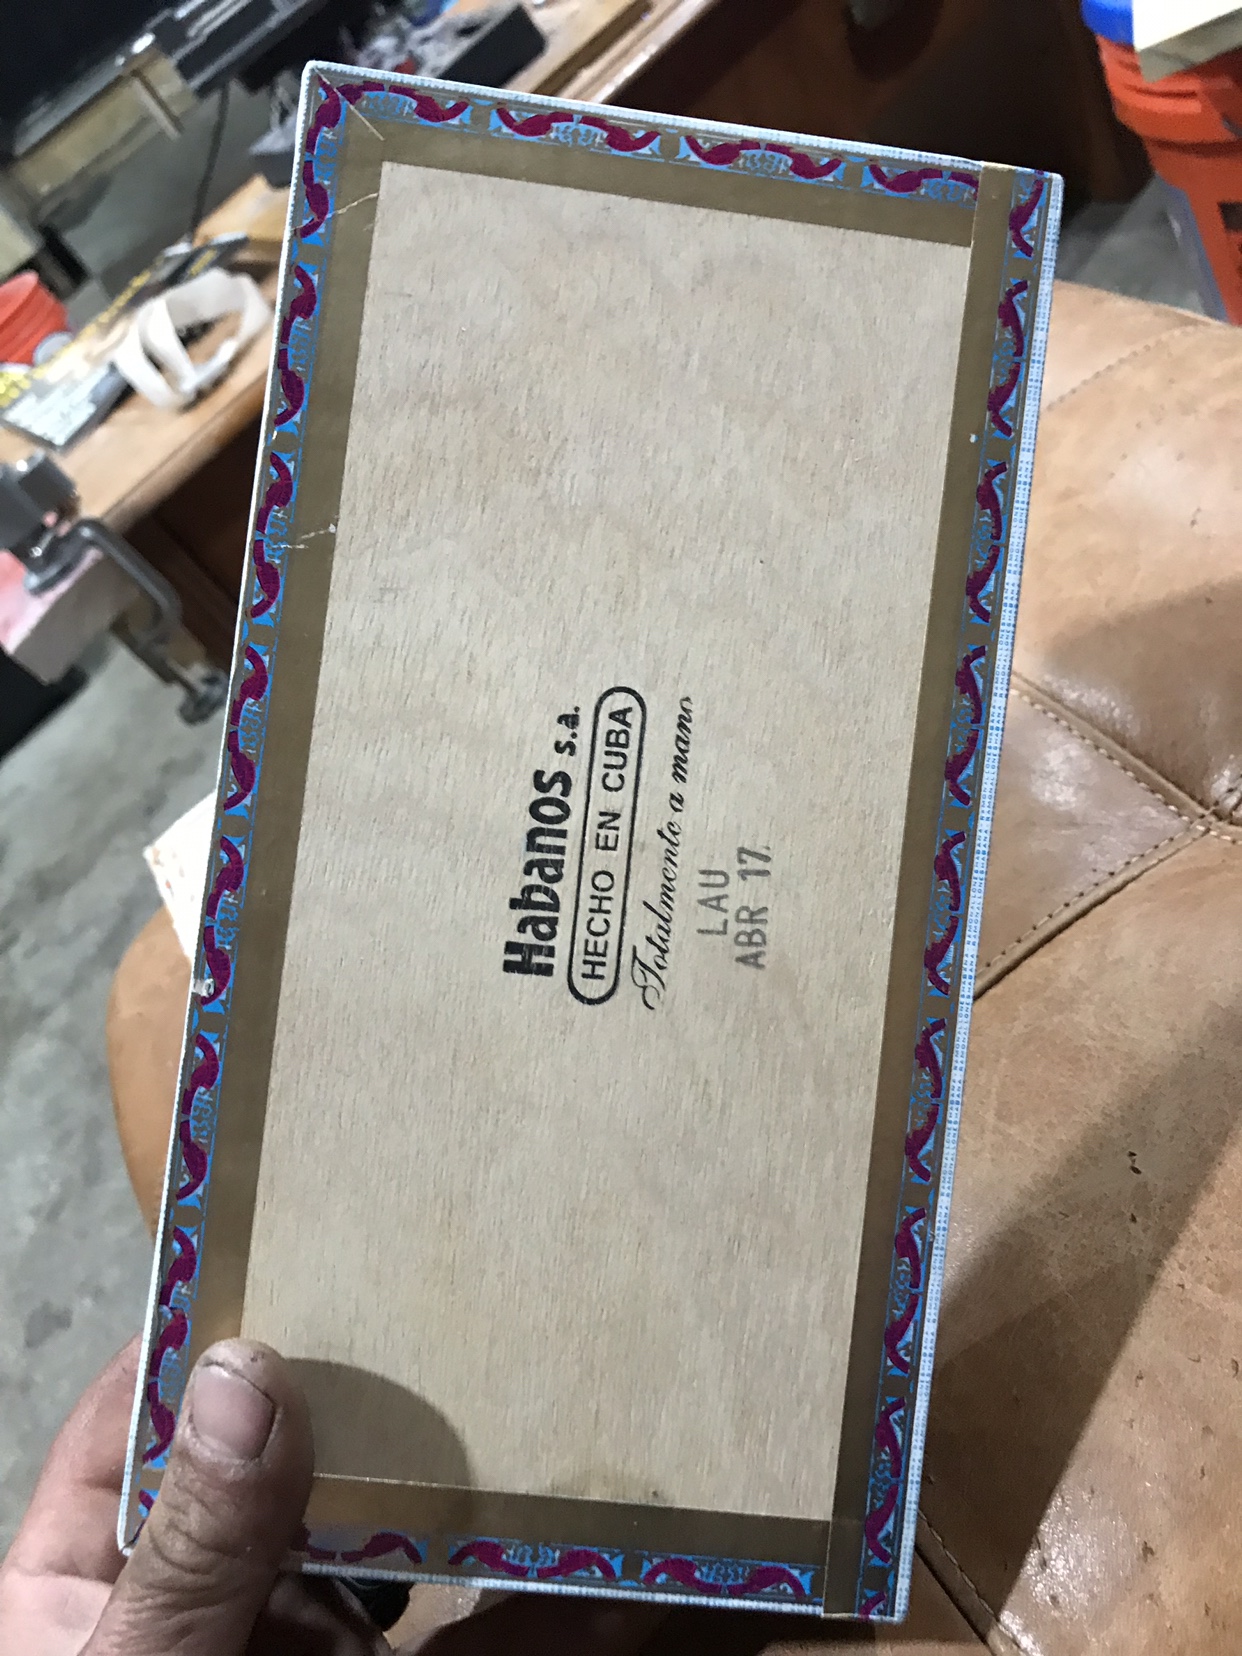 Habanos s.a.
HECHO EN CUBA
Totalmente a mano
LAU
ABR 17.